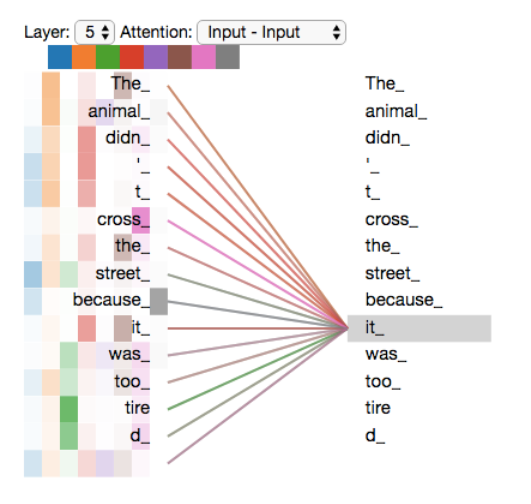 Layer: 5 Attention: Input - Input
The_ The_
animal_ animal_
didn_ didn_
'_ '_
t_ t_
cross_ cross_
the_ the_
street_ street_
because_ because_
it_ it_
was_ was_
too_ too_
tire tire
d_ d_